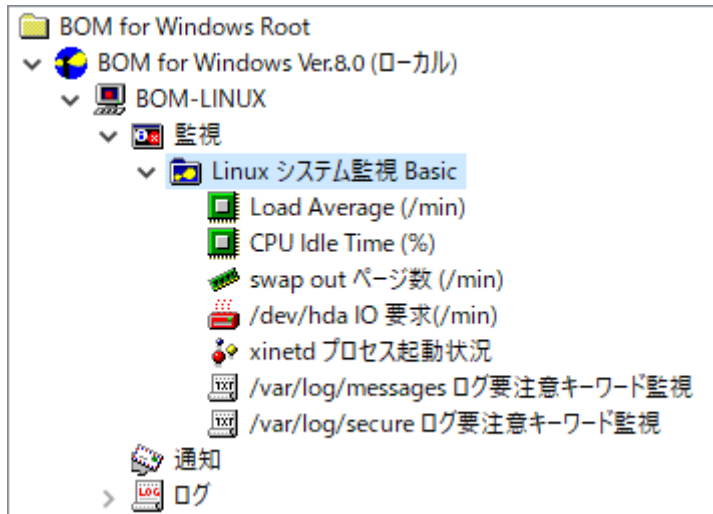 BOM for Windows Root
BOM for Windows Ver.8.0 (ローカル)
BOM-LINUX
監視
Linux システム監視 Basic
Load Average (/min)
CPU Idle Time (%)
swap out ページ数 (/min)
/dev/hda IO 要求(/min)
xinetd プロセス起動状況
TXT /var/log/messages ログ要注意キーワード監視
TXT /var/log/secure ログ要注意キーワード監視
通知
LOG ログ